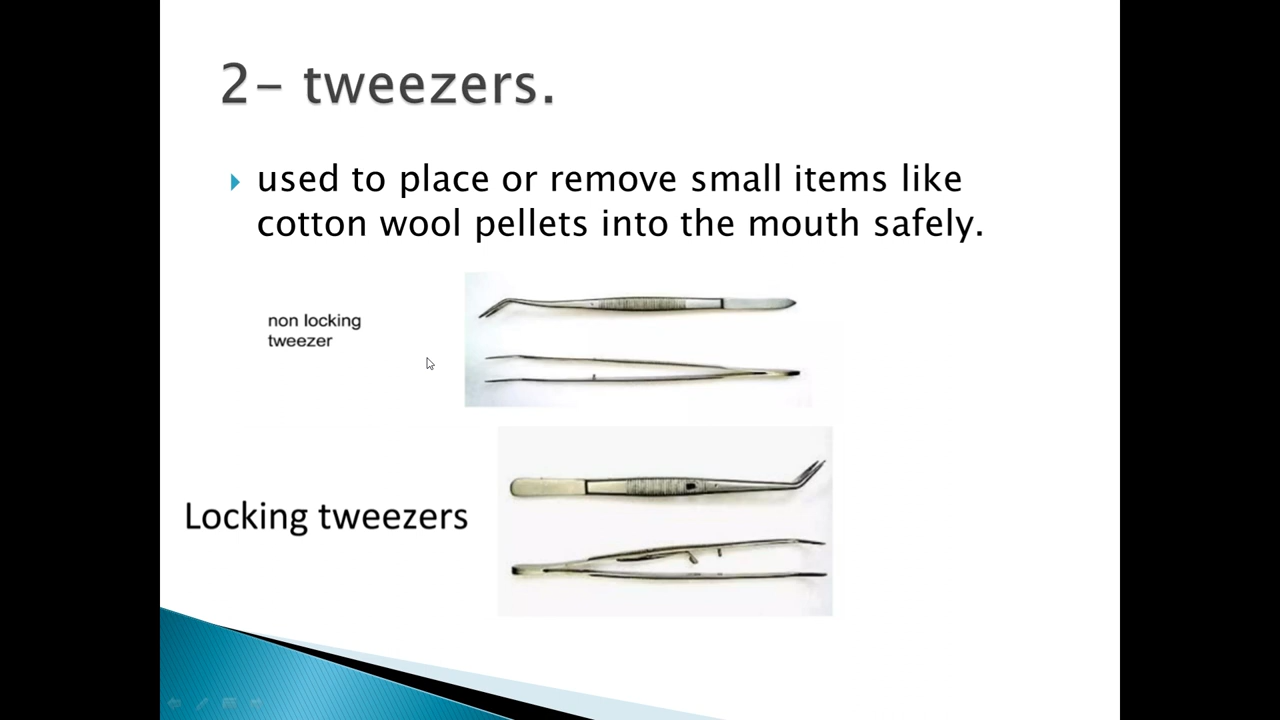 2- tweezers.
used to place or remove small items like
cotton wool pellets into the mouth safely.
non locking
tweezer
Locking tweezers